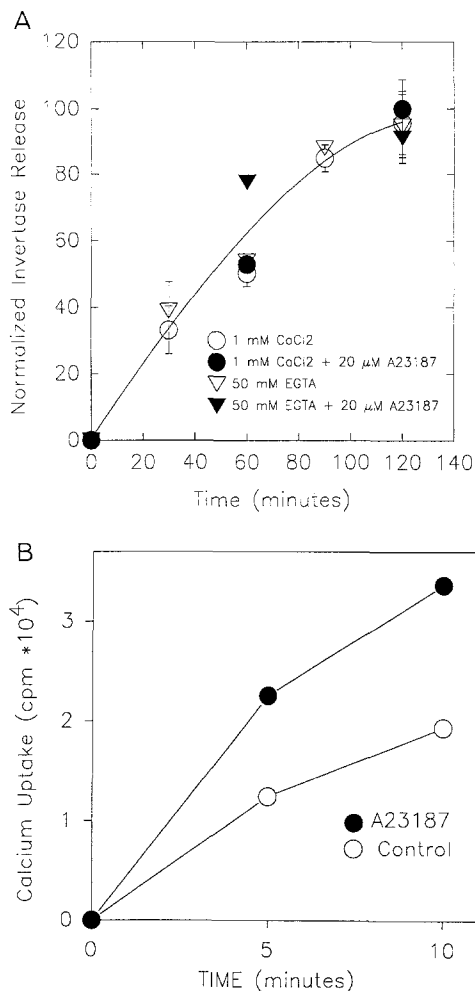 A
120
100
80
60
40
20
0
Normalized Invertase Release
1 mM CaCl2
1 mM CaCl2 + 20 μM A23187
50 mM EGTA
50 mM EGTA + 20 μM A23187
0 20 40 60 80 100 120 140
Time (minutes)
B
3
2
1
0
Calcium Uptake (cpm *10⁴)
A23187
Control
0 5 10
TIME (minutes)